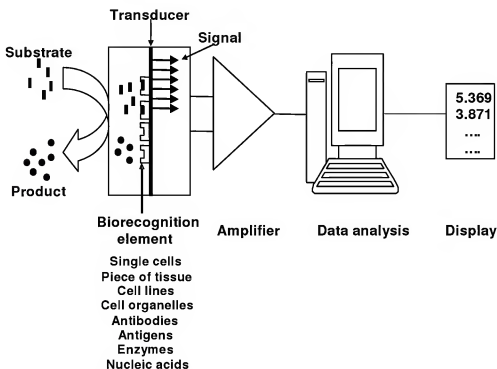 Transducer
Signal
Substrate
Product
5.369
3.871
....
....
Biorecognition
element
Amplifier
Data analysis
Display
Single cells
Piece of tissue
Cell lines
Cell organelles
Antibodies
Antigens
Enzymes
Nucleic acids